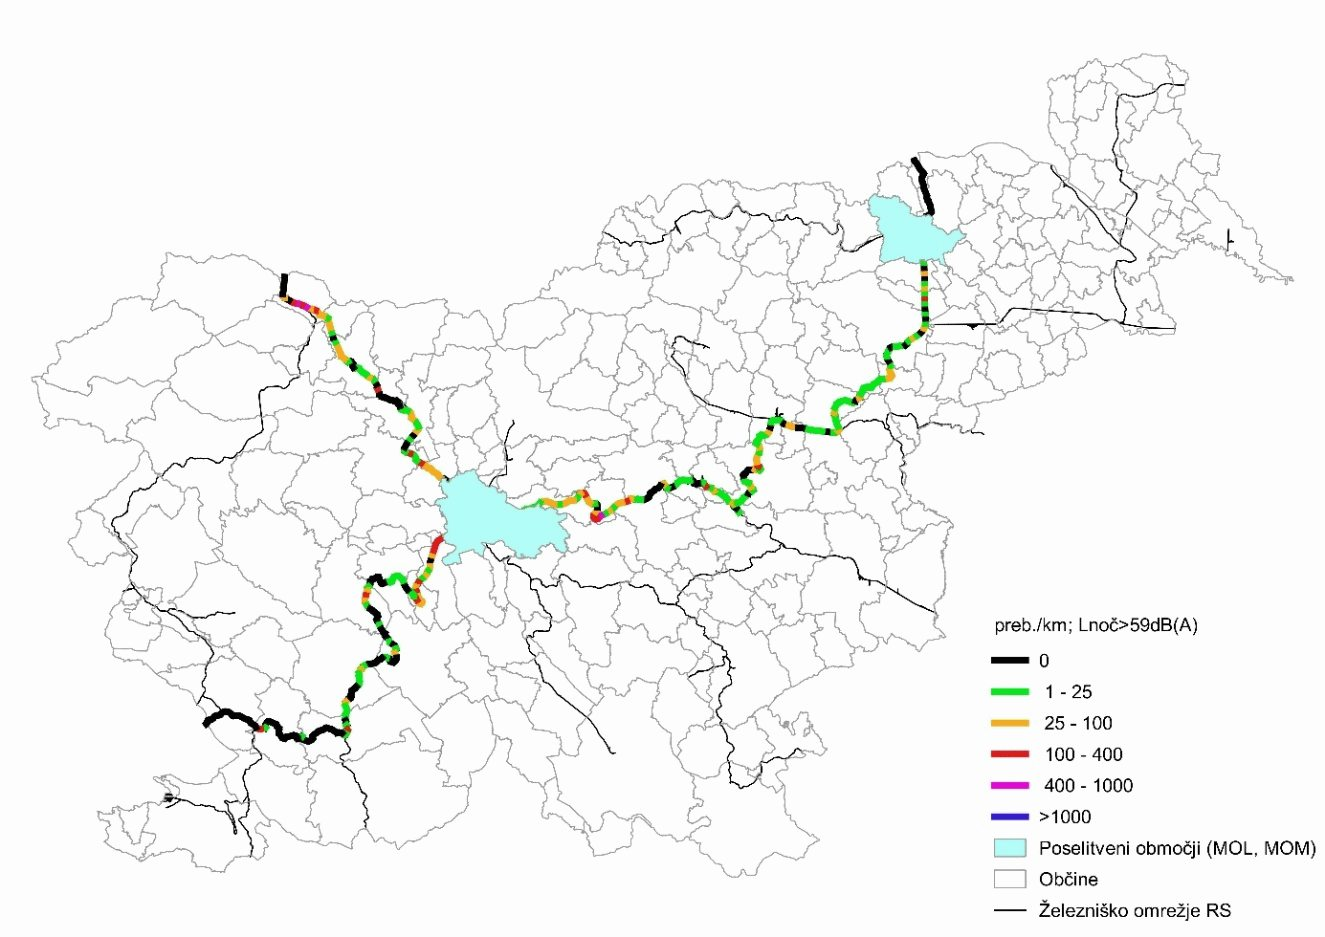 preb./km; Lnoč>59dB(A)
0
1 - 25
25 - 100
100 - 400
400 - 1000
>1000
Poselitveni območji (MOL, MOM)
Občine
Železniško omrežje RS